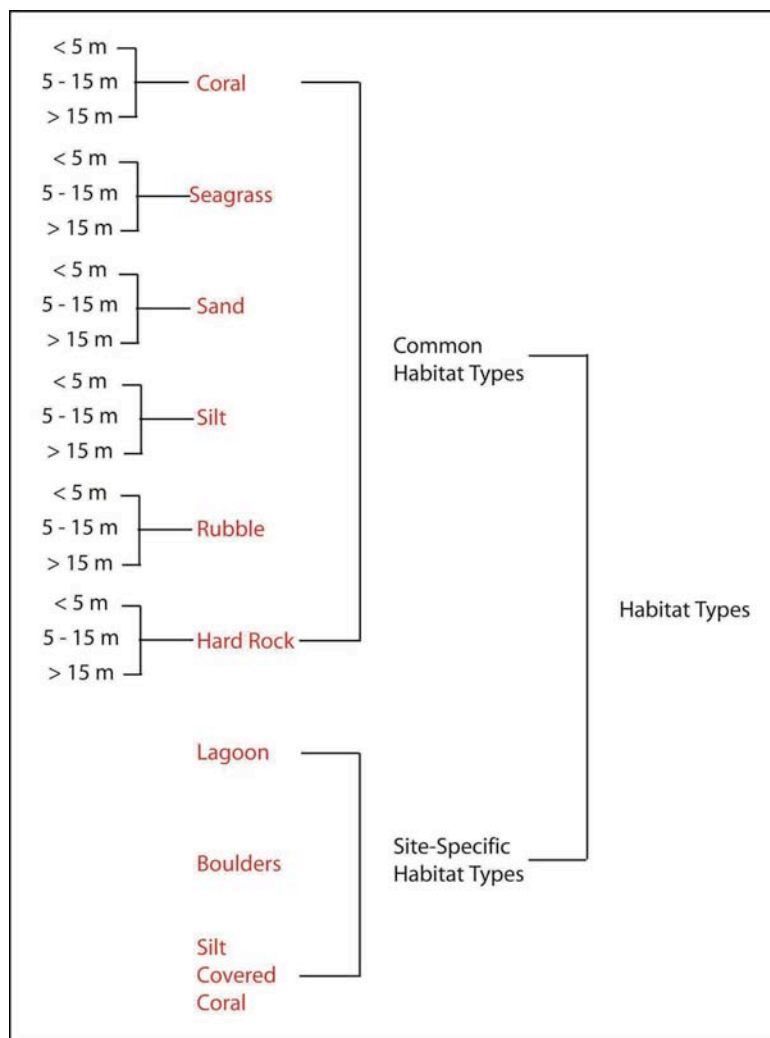 < 5 m
5 - 15 m
> 15 m
Coral
< 5 m
5 - 15 m
> 15 m
Seagrass
< 5 m
5 - 15 m
> 15 m
Sand
< 5 m
5 - 15 m
> 15 m
Silt
< 5 m
5 - 15 m
> 15 m
Rubble
< 5 m
5 - 15 m
> 15 m
Hard Rock
Common
Habitat Types
Lagoon
Boulders
Silt
Covered
Coral
Site-Specific
Habitat Types
Habitat Types